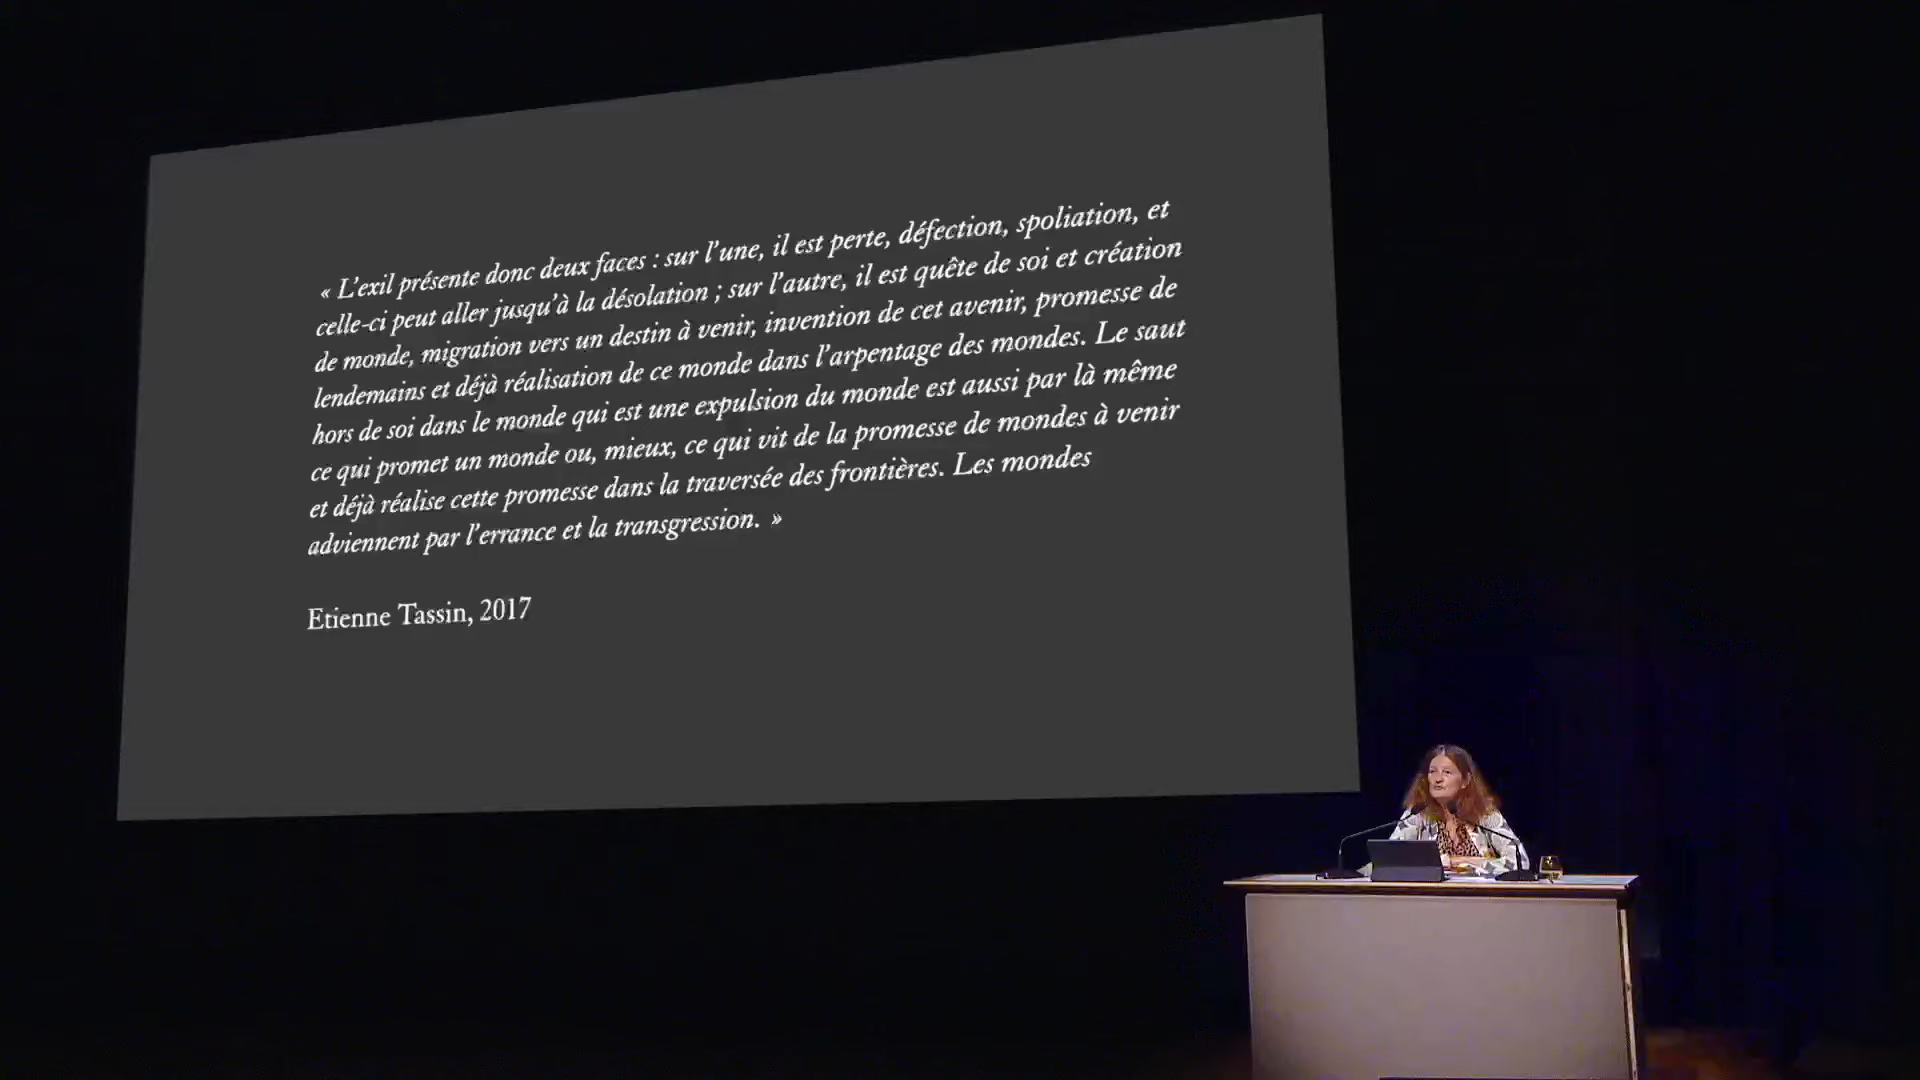 « L'exil présente donc deux faces : sur l'une, il est perte, défection, spoliation, et
celle-ci peut aller jusqu'à la désolation ; sur l'autre, il est quête de soi et création
de monde, migration vers un destin à venir, invention de cet avenir, promesse de
lendemains et déjà réalisation de ce monde dans l'arpentage des mondes. Le saut
hors de soi dans le monde qui est une expulsion du monde est aussi par là même
ce qui promet un monde ou, mieux, ce qui vit de la promesse de mondes à venir
et déjà réalise cette promesse dans la traversée des frontières. Les mondes
adviennent par l'errance et la transgression. »
Etienne Tassin, 2017